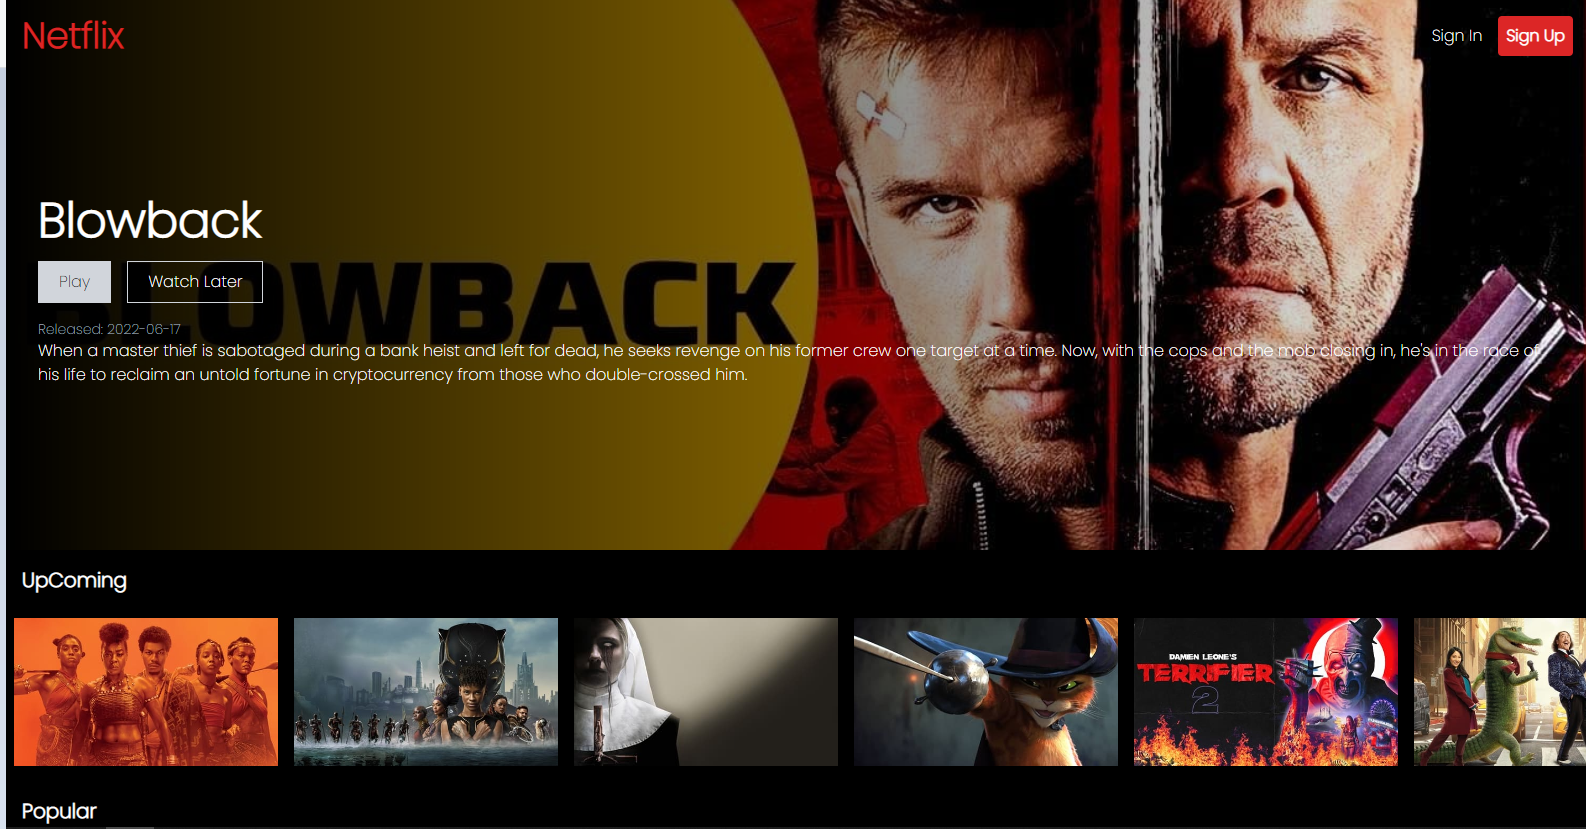 Netflix
Sign In
Sign Up
Blowback
Play
Watch Later
BLOWBACK
Released: 2022-06-17
When a master thief is sabotaged during a bank heist and left for dead, he seeks revenge on his former crew one target at a time. Now, with the cops and the mob closing in, he's in the race of
his life to reclaim an untold fortune in cryptocurrency from those who double-crossed him.
UpComing
DAMIEN LEONE'S
TERRIFIER
2
Popular